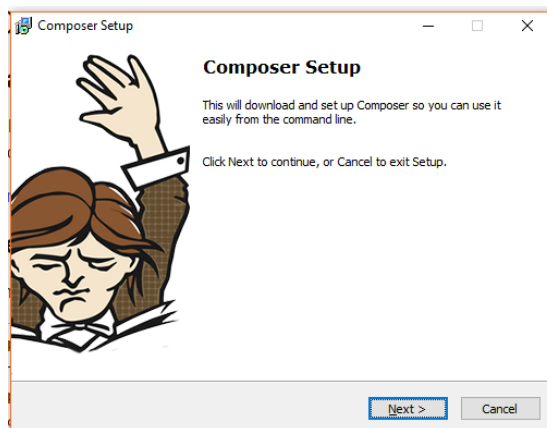 Composer Setup
Composer Setup
This will download and set up Composer so you can use it
easily from the command line.
Click Next to continue, or Cancel to exit Setup.
Next >
Cancel